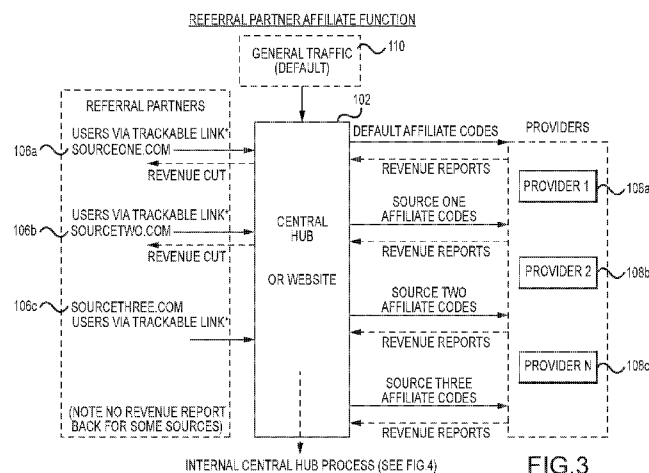 REFERRAL PARTNER AFFILIATE FUNCTION
GENERAL TRAFFIC
(DEFAULT)
110
102
REFERRAL PARTNERS
USERS VIA TRACKABLE LINK*
106a
SOURCEONE.COM
REVENUE CUT
USERS VIA TRACKABLE LINK*
106b
SOURCETWO.COM
REVENUE CUT
106c
SOURCETHREE.COM
USERS VIA TRACKABLE LINK*
(NOTE NO REVENUE REPORT
BACK FOR SOME SOURCES)
CENTRAL
HUB
OR WEBSITE
DEFAULT AFFILIATE CODES
REVENUE REPORTS
SOURCE ONE
AFFILIATE CODES
REVENUE REPORTS
SOURCE TWO
AFFILIATE CODES
REVENUE REPORTS
SOURCE THREE
AFFILIATE CODES
REVENUE REPORTS
PROVIDERS
PROVIDER 1
108a
PROVIDER 2
108b
PROVIDER N
108c
INTERNAL CENTRAL HUB PROCESS (SEE FIG 4)
FIG.3